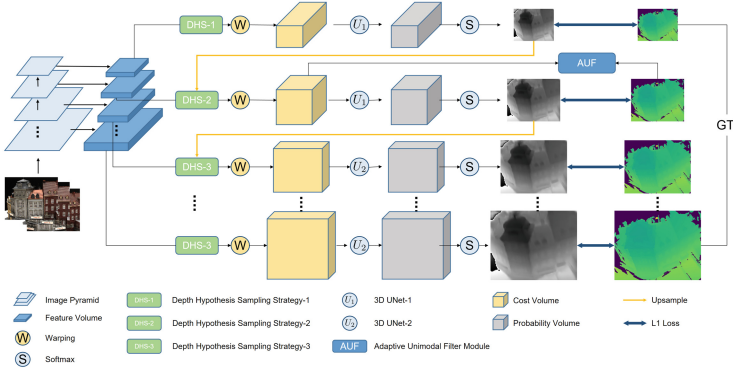 DHS-1 W U1 S
AUF
DHS-2 W U1 S
GT
DHS-3 W U2 S
DHS-3 W U2 S
Image Pyramid DHS-1 Depth Hypothesis Sampling Strategy-1 U1 3D UNet-1 Cost Volume Upsample
Feature Volume DHS-2 Depth Hypothesis Sampling Strategy-2 U2 3D UNet-2 Probability Volume L1 Loss
W Warping DHS-3 Depth Hypothesis Sampling Strategy-3 AUF Adaptive Unimodal Filter Module
S Softmax